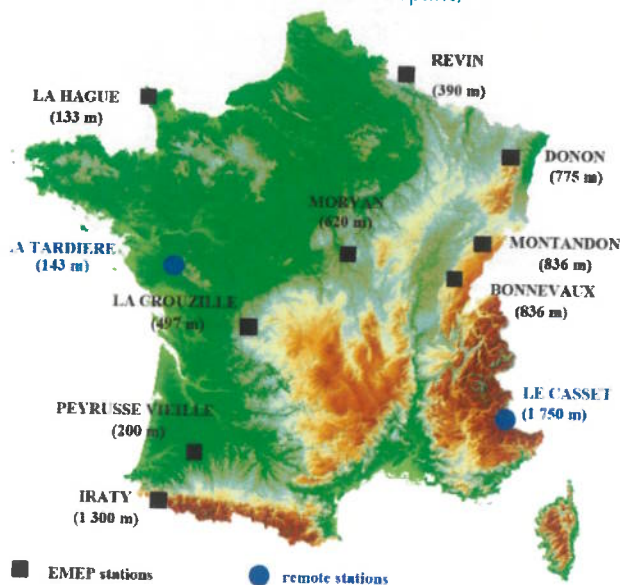 REVIN
(390 m)
LA HAGUE
(133 m)
DONON
(775 m)
MORVAN
(620 m)
A TARDIERE
(143 m)
MONTANDON
(836 m)
BONNEVAUX
(836 m)
LA CROUZILLE
(497 m)
LE CASSET
(1 750 m)
PEYRUSSE VIEILLE
(200 m)
IRATY
(1 300 m)
EMEP stations
remote stations